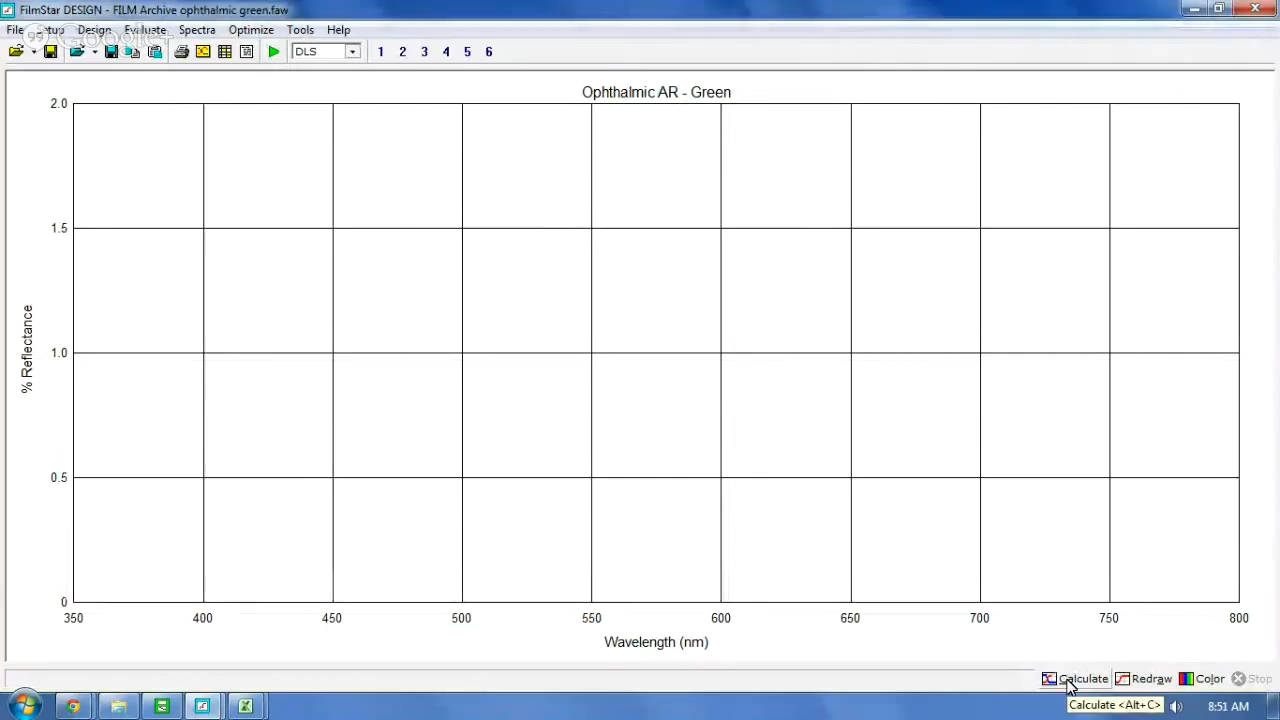 FilmStar DESIGN - FILM Archive ophthalmic green.faw
File Setup Design Evaluate Spectra Optimize Tools Help
DLS 1 2 3 4 5 6
Ophthalmic AR - Green
2.0
1.5
1.0
0.5
0
% Reflectance
350 400 450 500 550 600 650 700 750 800
Wavelength (nm)
Calculate Redraw Color Stop
Calculate <Alt+C>
8:51 AM